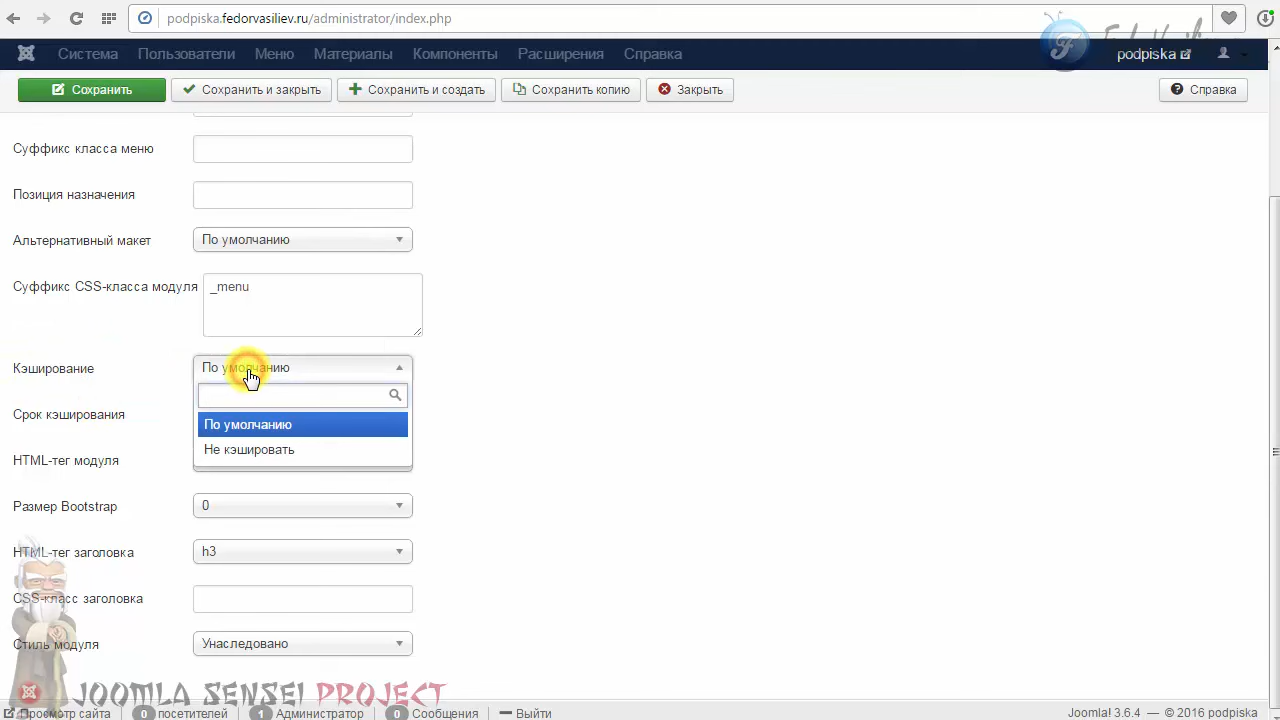 podpiska.fedorvasiliev.ru/administrator/index.php
Система Пользователи Меню Материалы Компоненты Расширения Справка podpiska
Сохранить Сохранить и закрыть Сохранить и создать Сохранить копию Закрыть Справка
Суффикс класса меню
Позиция назначения
Альтернативный макет По умолчанию
Суффикс CSS-класса модуля _menu
Кэширование По умолчанию
По умолчанию
Срок кэширования
Не кэшировать
HTML-тег модуля
Размер Bootstrap 0
HTML-тег заголовка h3
CSS-класс заголовка
Стиль модуля Унаследовано
JOOMLA SENSEI PROJECT
Просмотр сайта 0 посетителей 1 Администратор 0 Сообщения Выйти Joomla! 3.6.4 — © 2016 podpiska